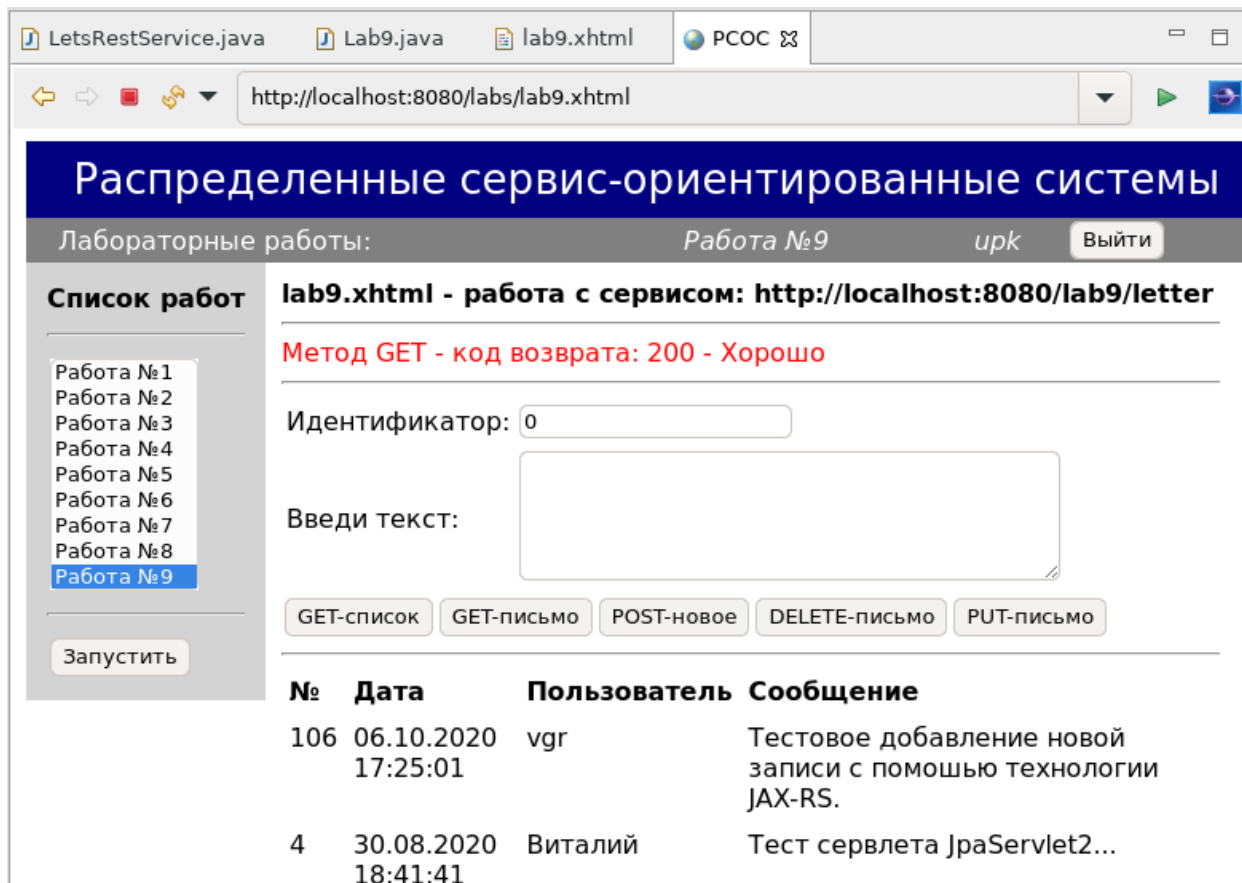 LetsRestService.java Lab9.java lab9.xhtml PCOC
http://localhost:8080/labs/lab9.xhtml
Распределенные сервис-ориентированные системы
Лабораторные работы: Работа №9 upk Выйти
Список работ
Работа №1
Работа №2
Работа №3
Работа №4
Работа №5
Работа №6
Работа №7
Работа №8
Работа №9
Запустить
lab9.xhtml - работа с сервисом: http://localhost:8080/lab9/letter
Метод GET - код возврата: 200 - Хорошо
Идентификатор: 0
Введи текст:
GET-список GET-письмо POST-новое DELETE-письмо PUT-письмо
№ Дата Пользователь Сообщение
106 06.10.2020 vgr Тестовое добавление новой
17:25:01 записи с помошью технологии
JAX-RS.
4 30.08.2020 Виталий Тест сервлета JpaServlet2...
18:41:41